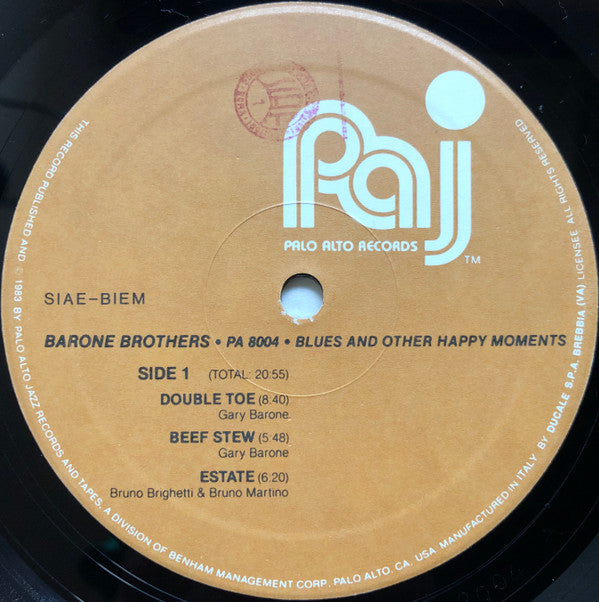 Paj
PALO ALTO RECORDS
TM
SIAE-BIEM
BARONE BROTHERS • PA 8004 • BLUES AND OTHER HAPPY MOMENTS
SIDE 1 (TOTAL: 20:55)
DOUBLE TOE (8:40)
Gary Barone
BEEF STEW (5:48)
Gary Barone
ESTATE (6:20)
Bruno Brighetti & Bruno Martino
THIS RECORD PUBLISHED AND © 1983 BY PALO ALTO JAZZ RECORDS AND TAPES, A DIVISION OF BENHAM MANAGEMENT CORP. PALO ALTO, CA. USA MANUFACTURED IN ITALY BY DUCALE S.P.A. BREBBIA (VA) LICENSEE ALL RIGHTS RESERVED